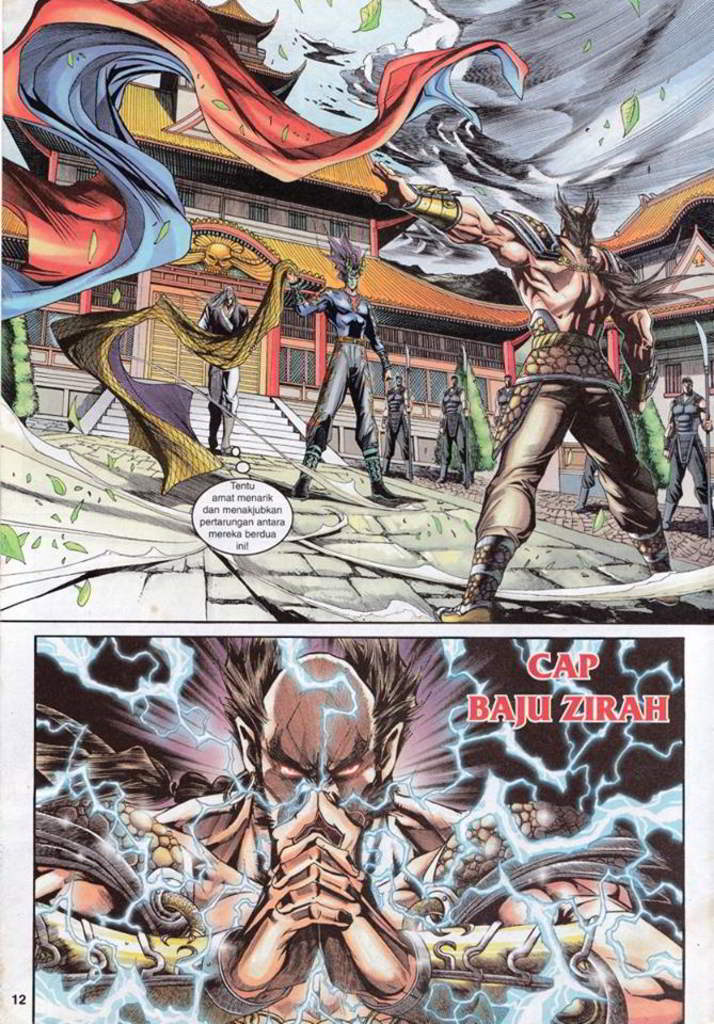 Tentu
amat menarik
dan menakjubkan
pertarungan antara
mereka berdua
ini!
CAP
BAJU ZIRAH
12